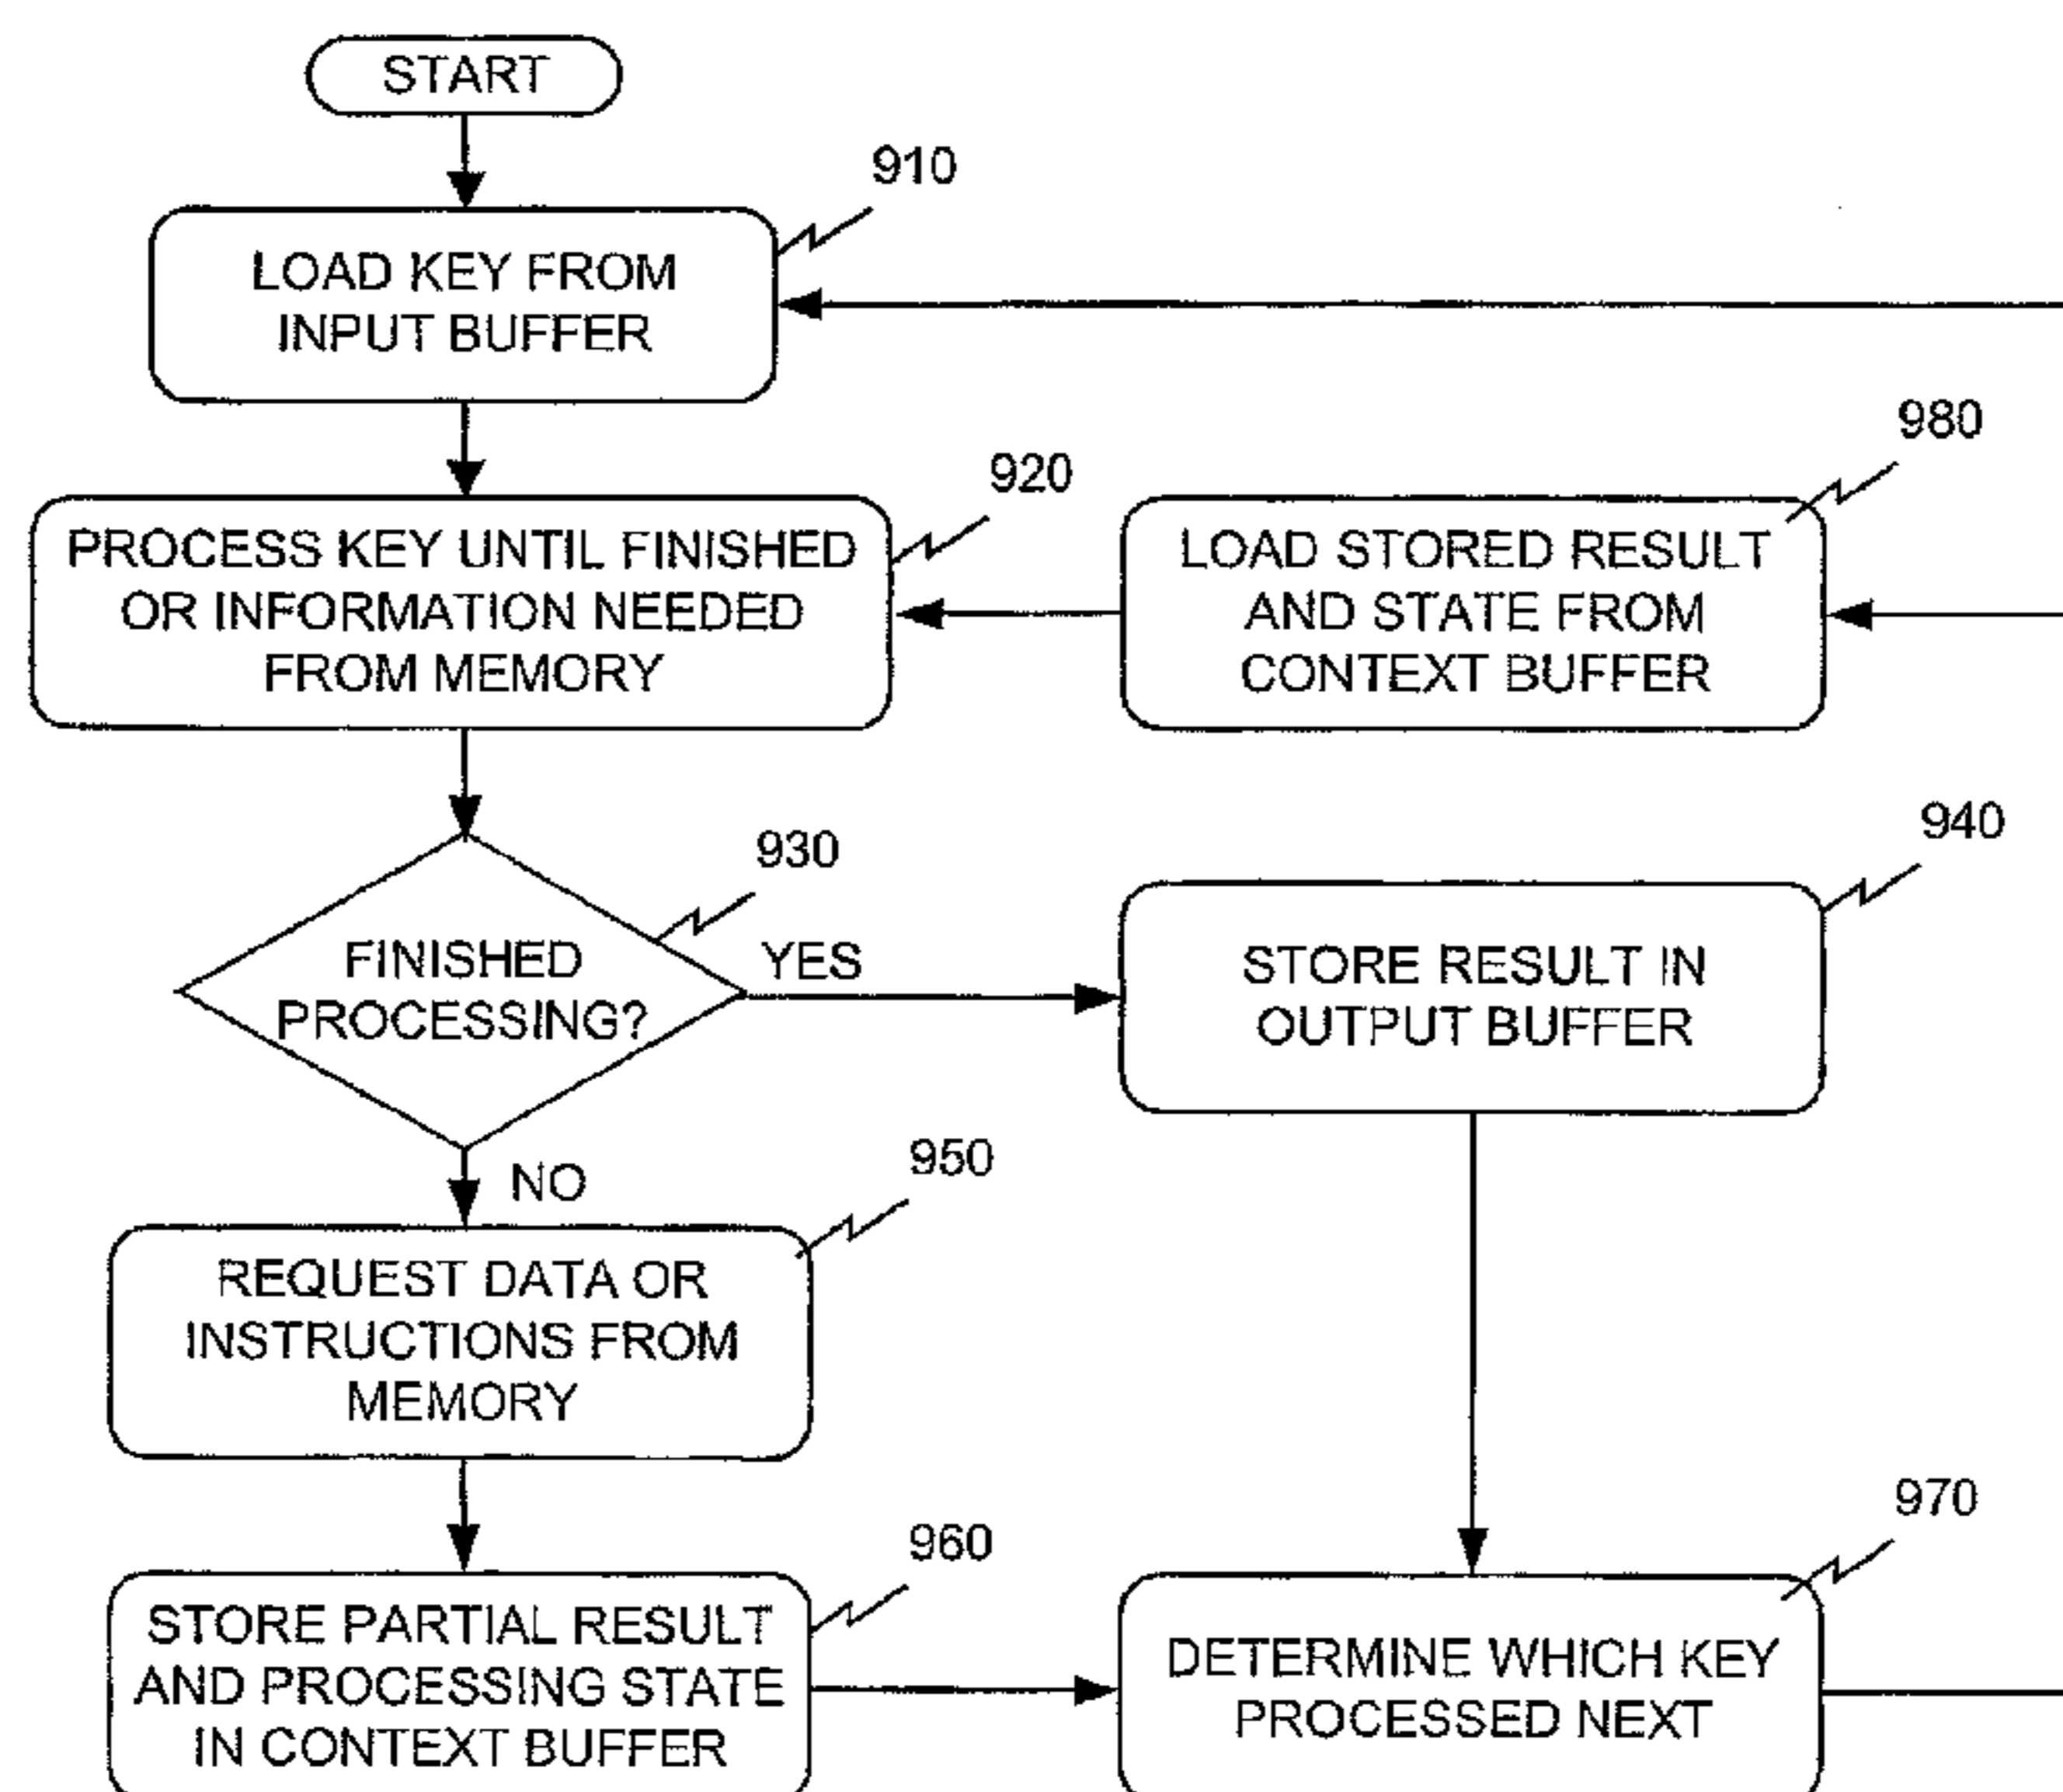 START
910
LOAD KEY FROM
INPUT BUFFER
980
920
PROCESS KEY UNTIL FINISHED
OR INFORMATION NEEDED
FROM MEMORY
LOAD STORED RESULT
AND STATE FROM
CONTEXT BUFFER
940
930
FINISHED
PROCESSING?
YES
STORE RESULT IN
OUTPUT BUFFER
NO
950
REQUEST DATA OR
INSTRUCTIONS FROM
MEMORY
970
960
STORE PARTIAL RESULT
AND PROCESSING STATE
IN CONTEXT BUFFER
DETERMINE WHICH KEY
PROCESSED NEXT